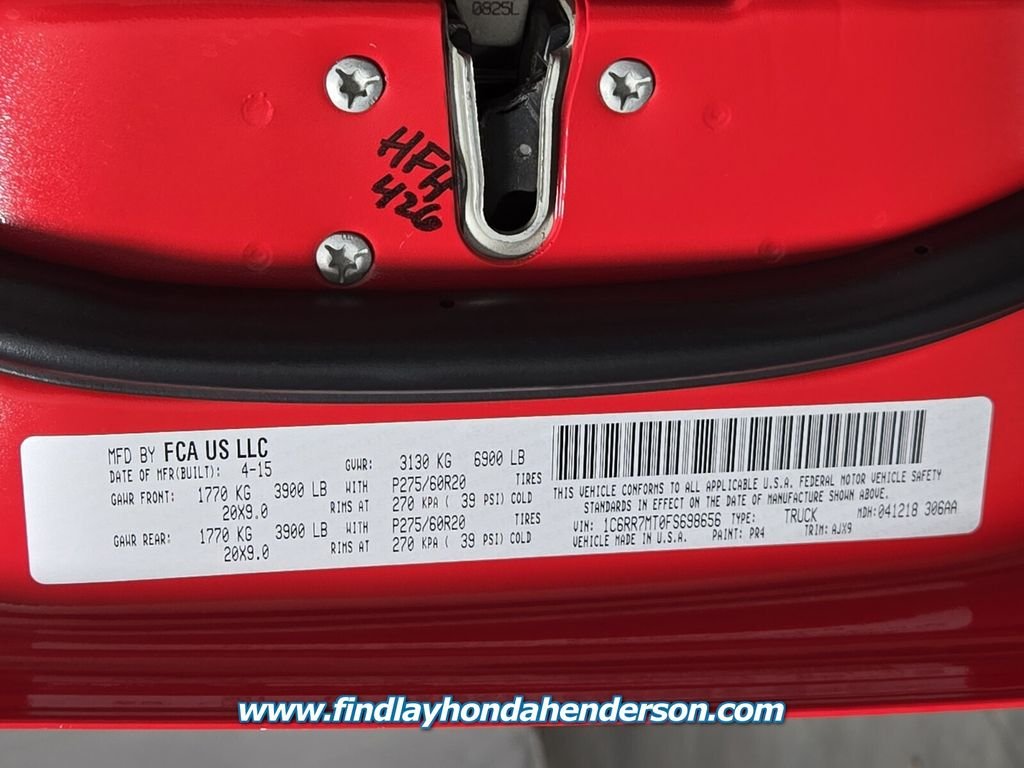 0825L
HFH
426
MFD BY FCA US LLC
DATE OF MFR(BUILT): 4-15 GVWR: 3130 KG 6900 LB
GAWR FRONT: 1770 KG 3900 LB WITH P275/60R20 TIRES
20X9.0 RIMS AT 270 KPA ( 39 PSI) COLD
GAWR REAR: 1770 KG 3900 LB WITH P275/60R20 TIRES
20X9.0 RIMS AT 270 KPA ( 39 PSI) COLD
THIS VEHICLE CONFORMS TO ALL APPLICABLE U.S.A. FEDERAL MOTOR VEHICLE SAFETY
STANDARDS IN EFFECT ON THE DATE OF MANUFACTURE SHOWN ABOVE.
VIN: 1C6RR7MT0FS698656 TYPE: TRUCK MDH: 041218 306AA
VEHICLE MADE IN U.S.A. PAINT: PR4 TRIM: AJX9
www.findlayhondahenderson.com